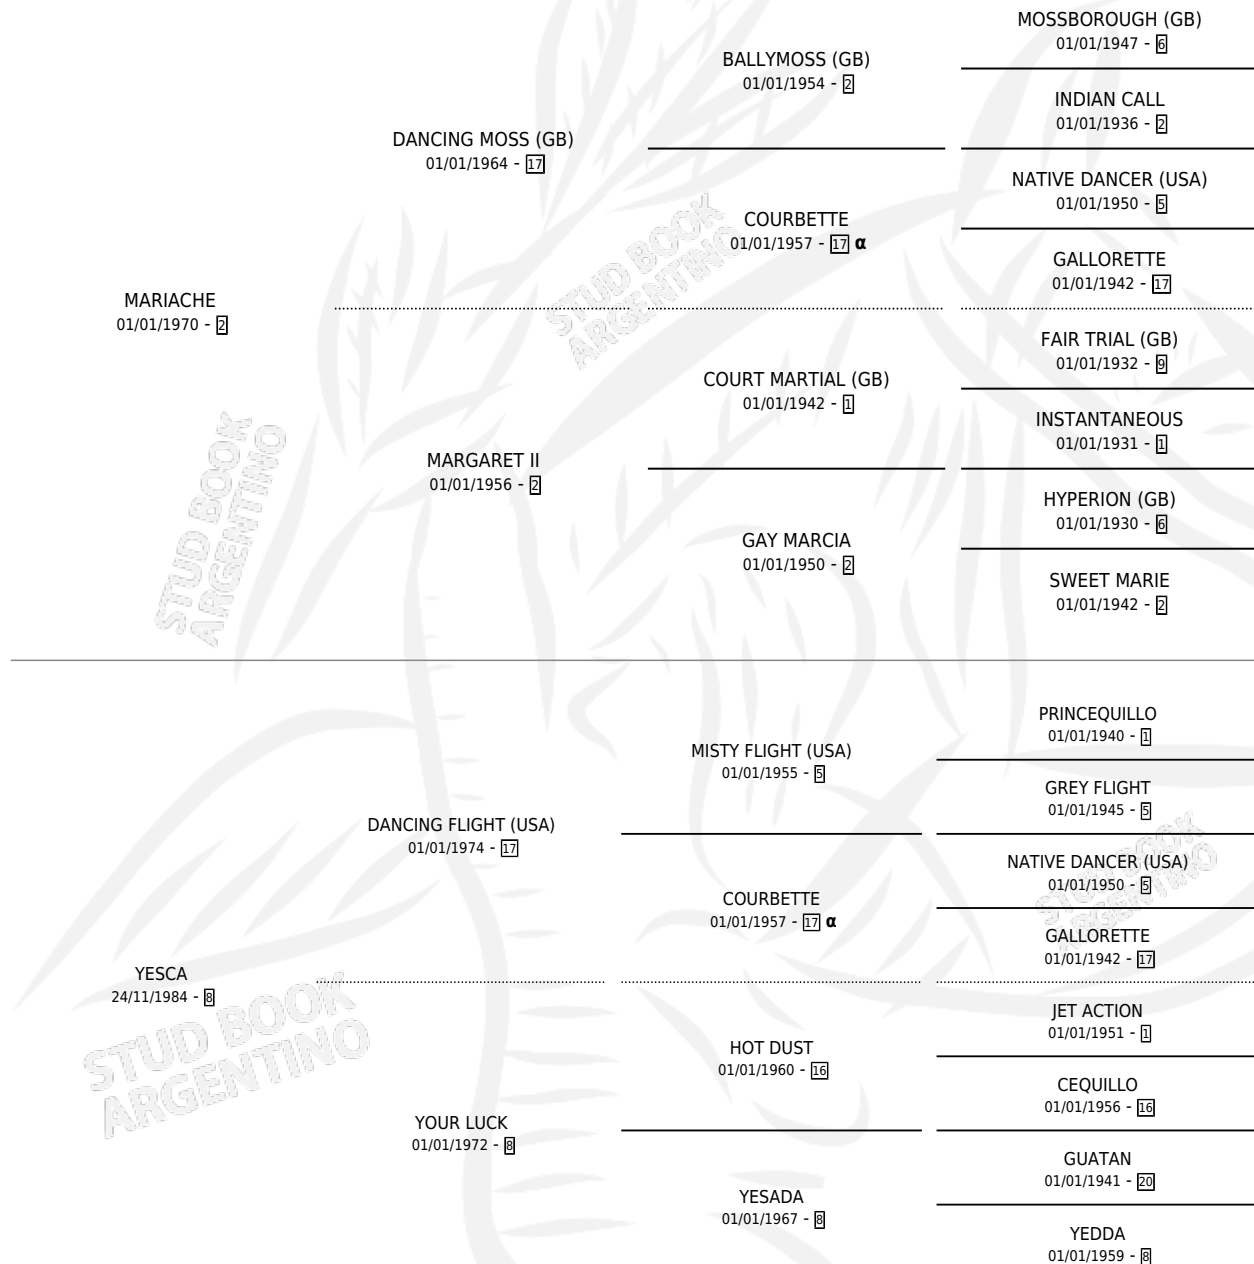 MOSSBOROUGH (GB)
01/01/1947 - 6
BALLYMOSS (GB)
01/01/1954 - 2
INDIAN CALL
01/01/1936 - 2
DANCING MOSS (GB)
01/01/1964 - 17
NATIVE DANCER (USA)
01/01/1950 - 5
COURBETTE
01/01/1957 - 17 α
GALLORETTE
01/01/1942 - 17
MARIACHE
01/01/1970 - 2
FAIR TRIAL (GB)
01/01/1932 - 9
COURT MARTIAL (GB)
01/01/1942 - 1
INSTANTANEOUS
01/01/1931 - 1
MARGARET II
01/01/1956 - 2
HYPERION (GB)
01/01/1930 - 6
GAY MARCIA
01/01/1950 - 2
SWEET MARIE
01/01/1942 - 2
PRINCEQUILLO
01/01/1940 - 1
MISTY FLIGHT (USA)
01/01/1955 - 5
GREY FLIGHT
01/01/1945 - 5
DANCING FLIGHT (USA)
01/01/1974 - 17
NATIVE DANCER (USA)
01/01/1950 - 5
COURBETTE
01/01/1957 - 17 α
GALLORETTE
01/01/1942 - 17
YESCA
24/11/1984 - 8
JET ACTION
01/01/1951 - 1
HOT DUST
01/01/1960 - 16
CEQUILLO
01/01/1956 - 16
YOUR LUCK
01/01/1972 - 8
GUATAN
01/01/1941 - 20
YESADA
01/01/1967 - 8
YEDDA
01/01/1959 - 8
STUD BOOK
ARGENTINO
STUD BOOK
ARGENTINO
STUD BOOK
ARGENTINO
STUD BOOK
ARGENTINO